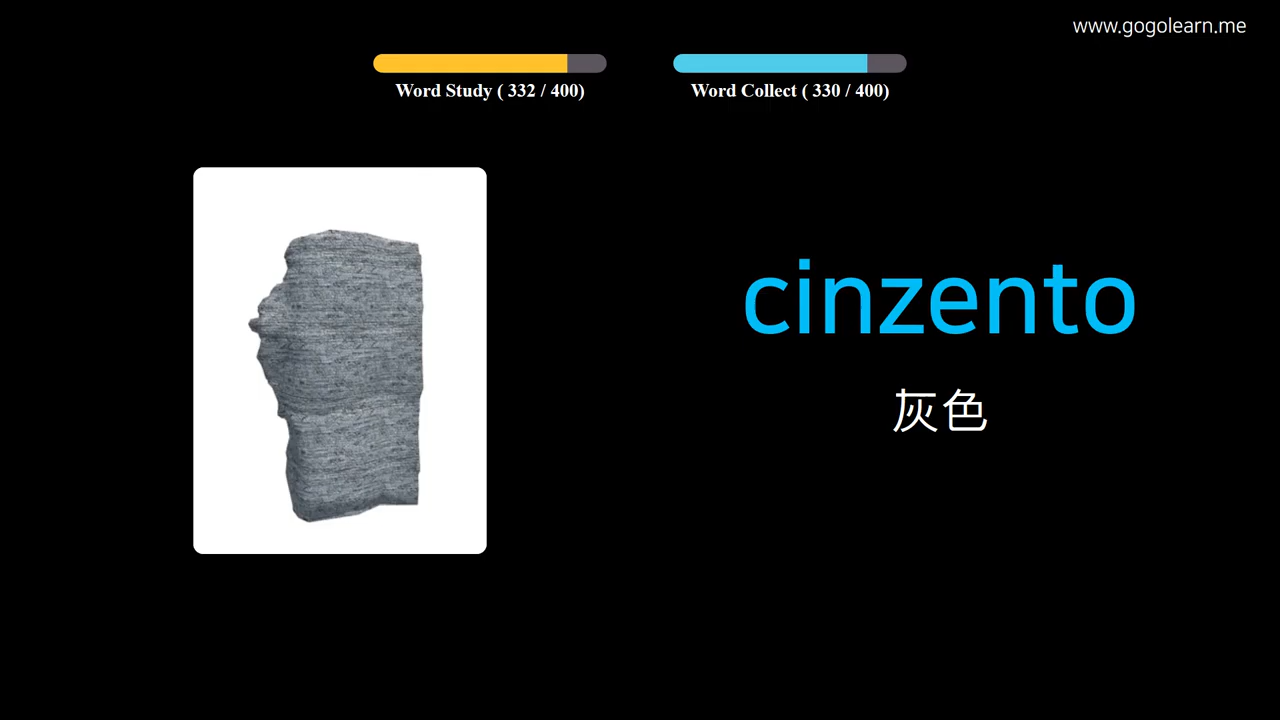 www.gogolearn.me
Word Study ( 332 / 400)
Word Collect ( 330 / 400)
cinzento
灰色